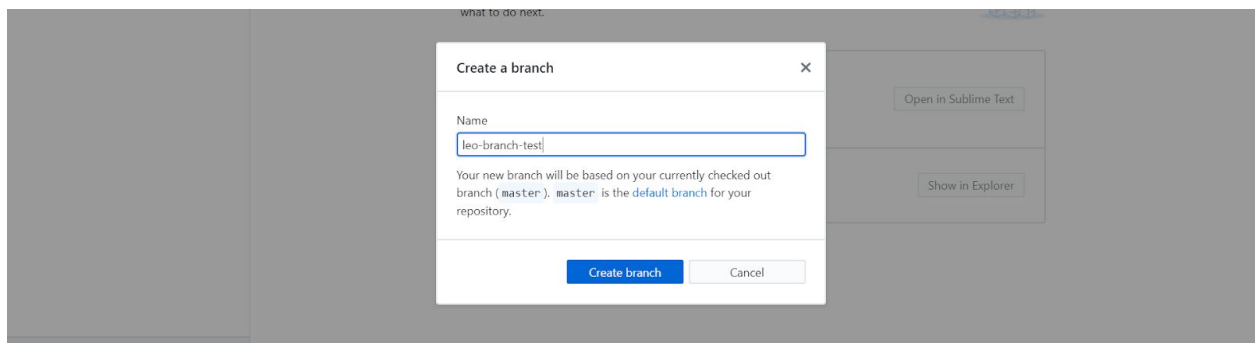 what to do next.
Create a branch
Open in Sublime Text
Name
leo-branch-test
Your new branch will be based on your currently checked out
branch (master). master is the default branch for your
repository.
Show in Explorer
Create branch
Cancel